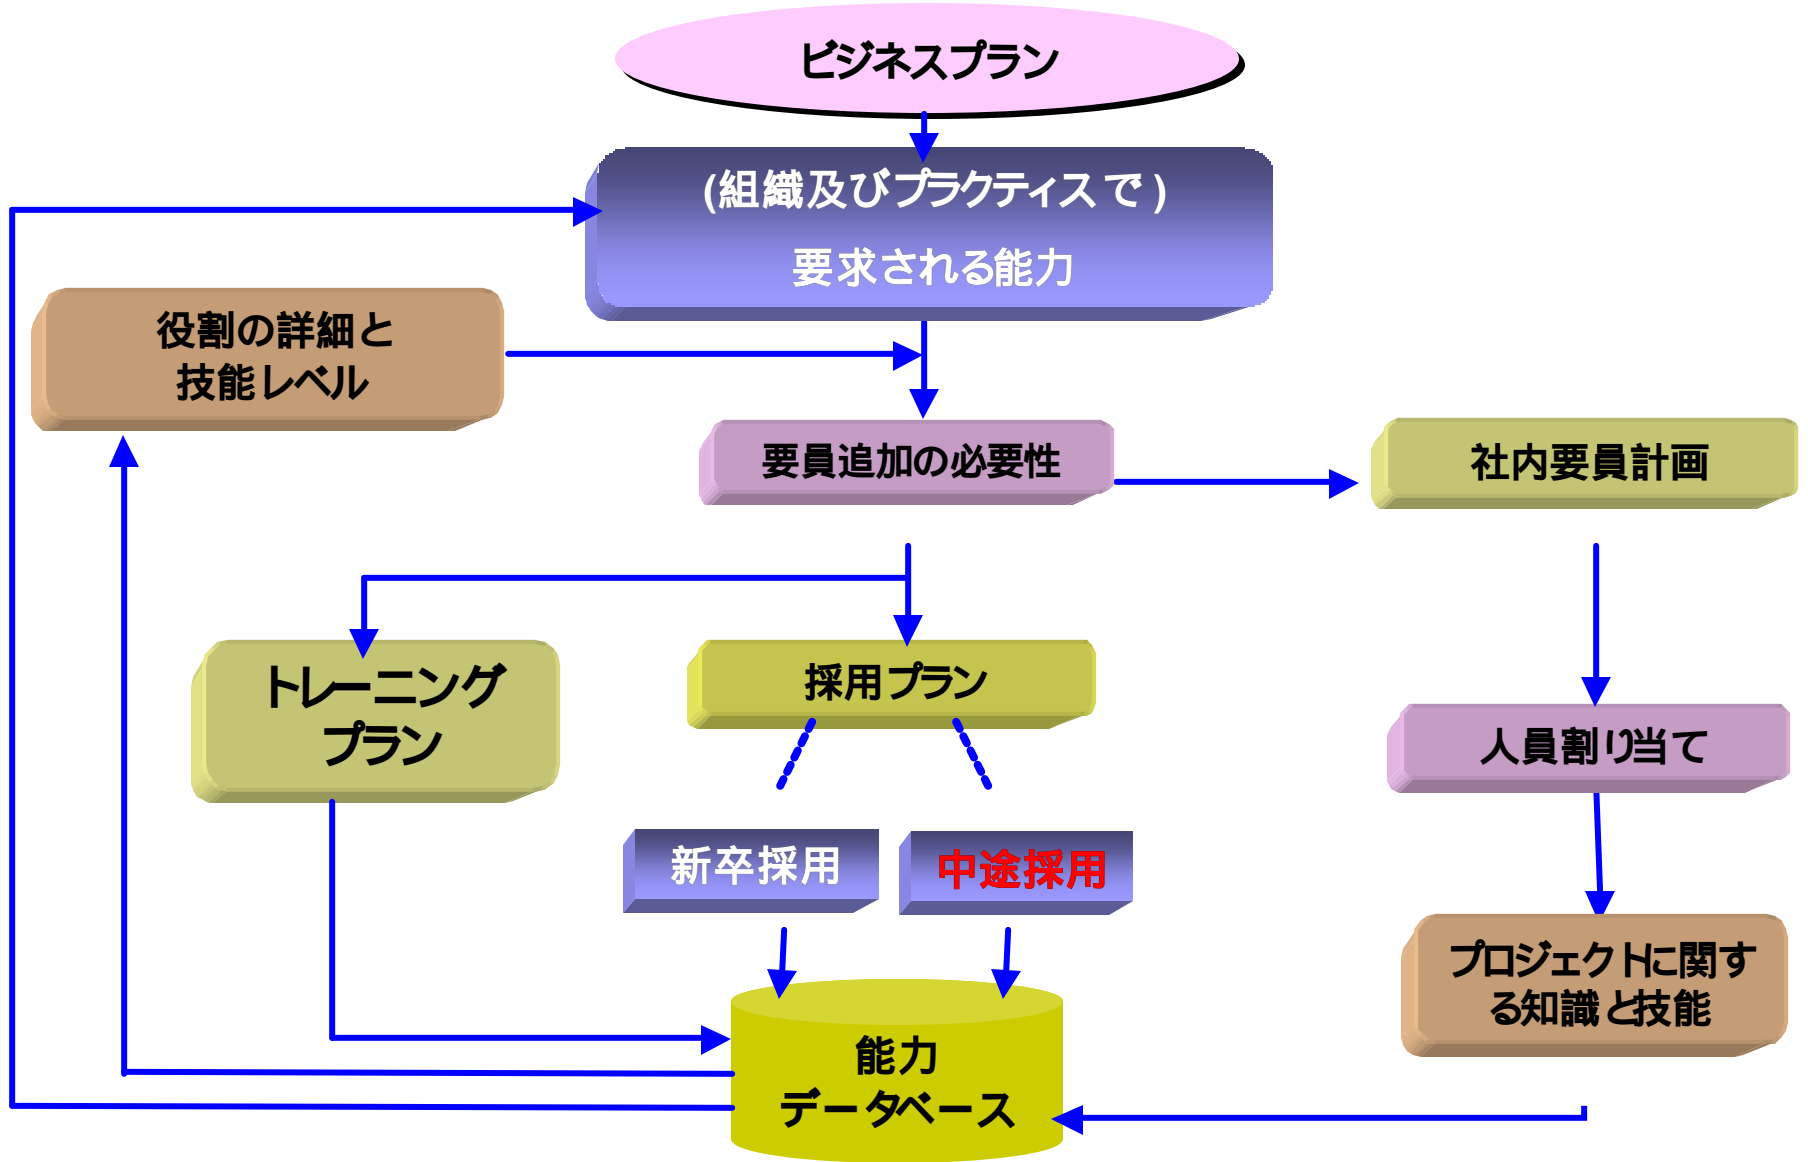 ビジネスプラン
(組織及びプラクティスで)
要求される能力
役割の詳細と
技能レベル
要員追加の必要性
社内要員計画
トレーニング
プラン
採用プラン
人員割り当て
新卒採用
中途採用
プロジェクトに関す
る知識と技能
能力
データベース